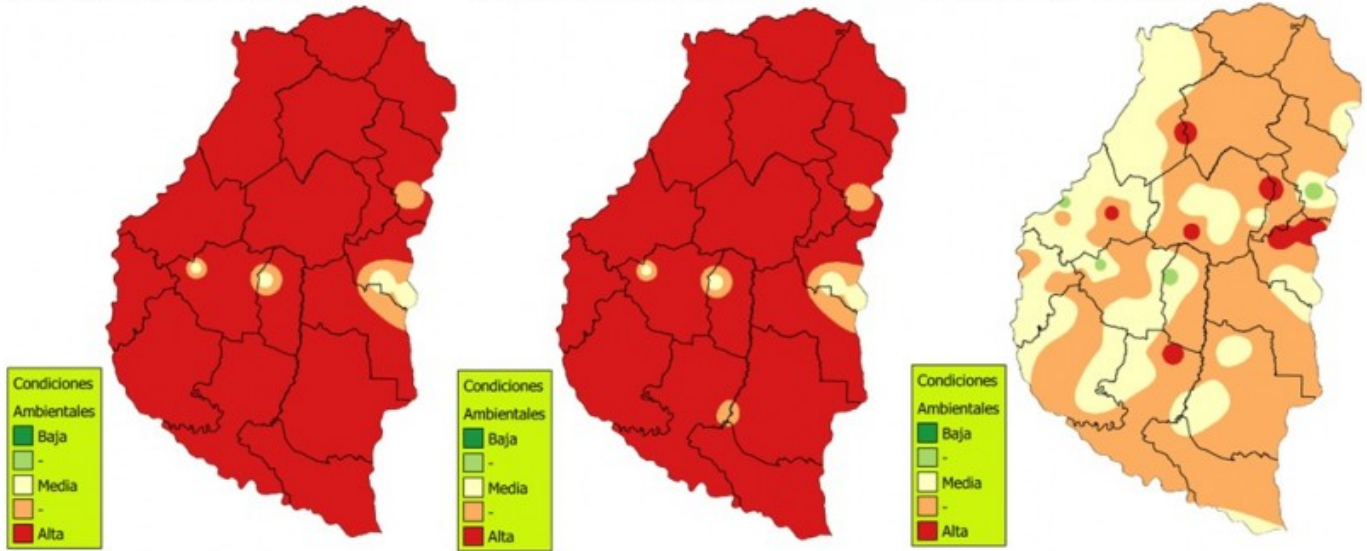 Condiciones
Ambientales
Baja
-
Media
-
Alta
Condiciones
Ambientales
Baja
-
Media
-
Alta
Condiciones
Ambientales
Baja
-
Media
-
Alta